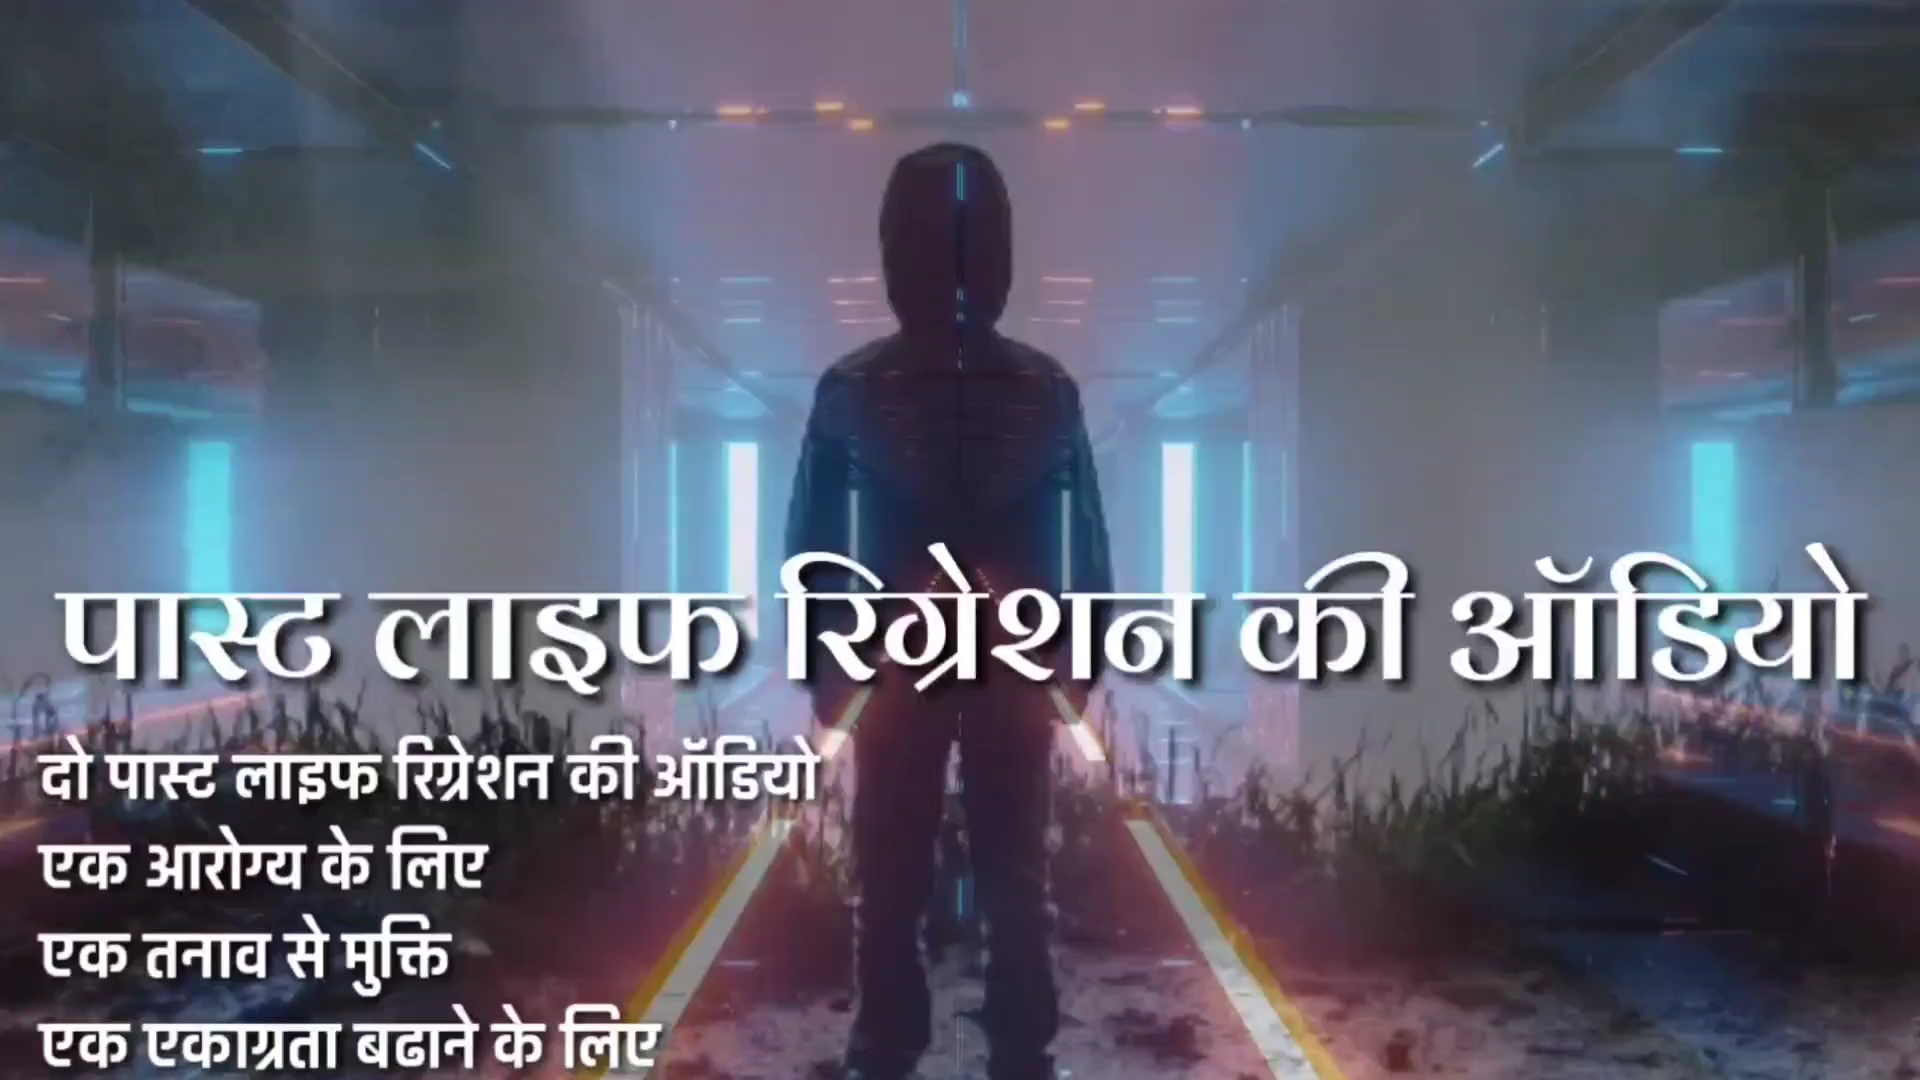 पास्ट लाइफ रिग्रेशन की ऑडियो
दो पास्ट लाइफ रिग्रेशन की ऑडियो
एक आरोग्य के लिए
एक तनाव से मुक्ति
एक एकाग्रता बढाने के लिए